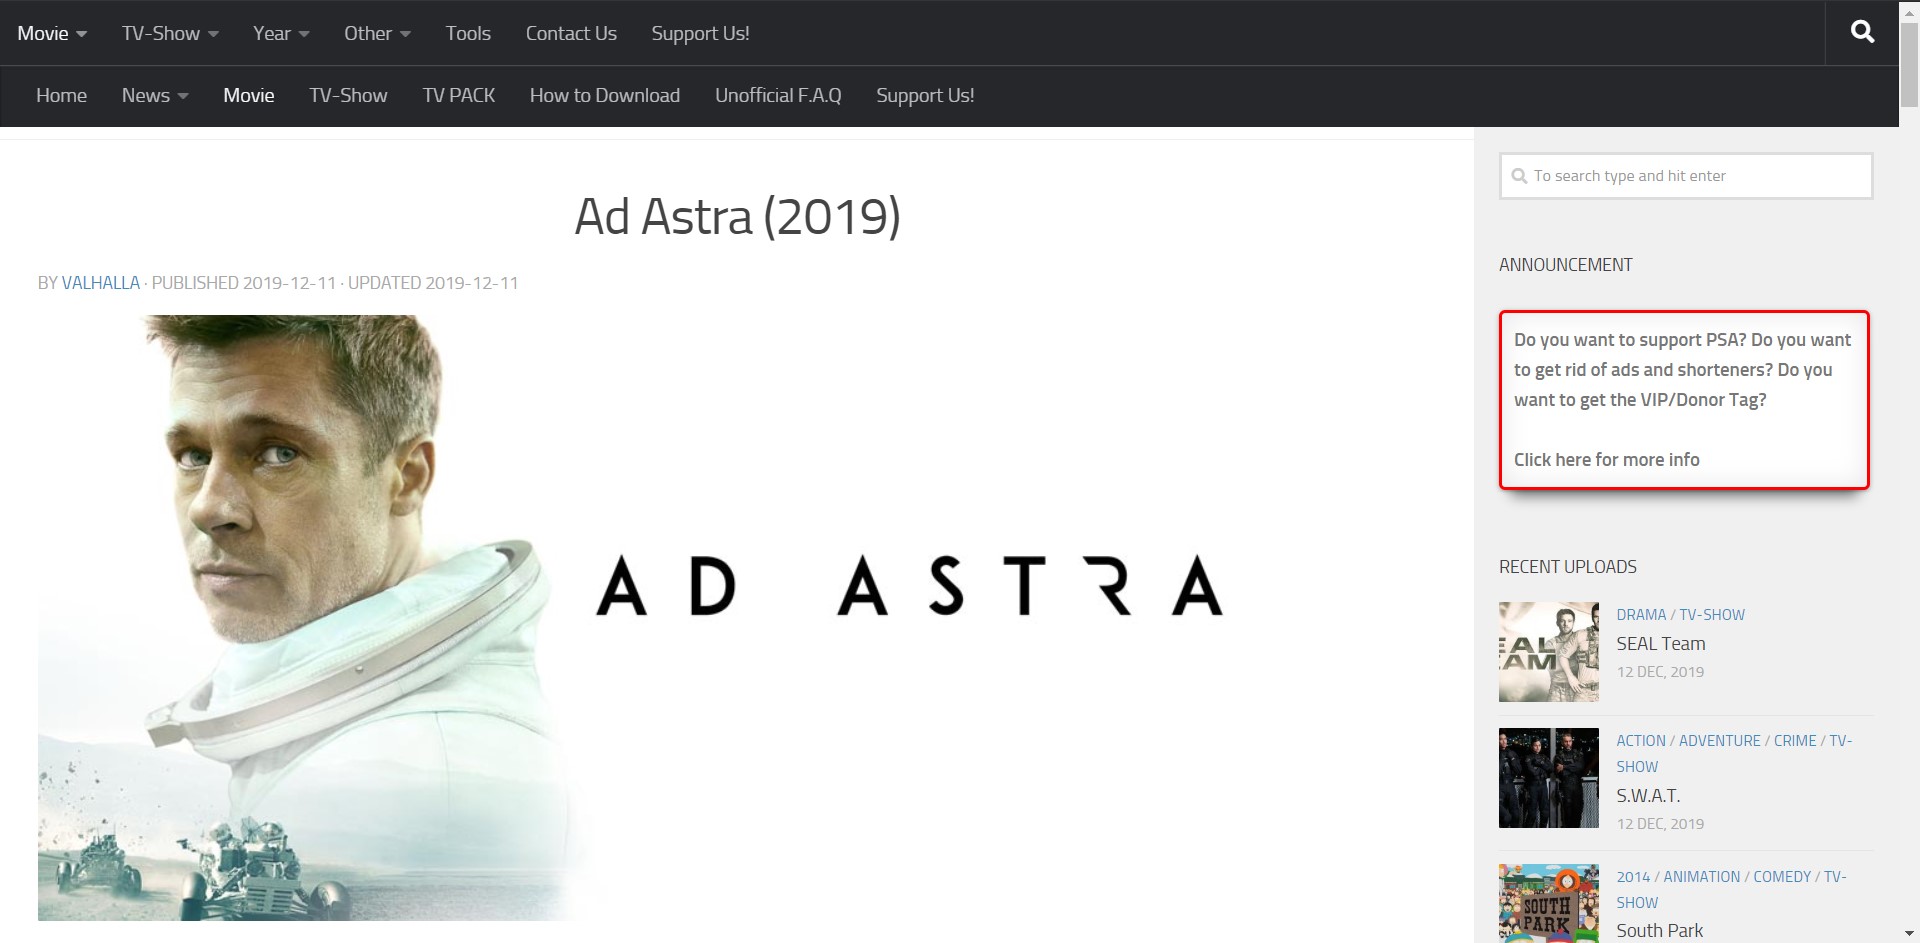 Movie TV-Show Year Other Tools Contact Us Support Us!
Home News Movie TV-Show TV PACK How to Download Unofficial F.A.Q Support Us!
Ad Astra (2019)
BY VALHALLA · PUBLISHED 2019-12-11 · UPDATED 2019-12-11
AD ASTRA
To search type and hit enter
ANNOUNCEMENT
Do you want to support PSA? Do you want
to get rid of ads and shorteners? Do you
want to get the VIP/Donor Tag?
Click here for more info
RECENT UPLOADS
EAL
AM
DRAMA / TV-SHOW
SEAL Team
12 DEC, 2019
ACTION / ADVENTURE / CRIME / TV-
SHOW
S.W.A.T.
12 DEC, 2019
SOUTH
PARK
2014 / ANIMATION / COMEDY / TV-
SHOW
South Park